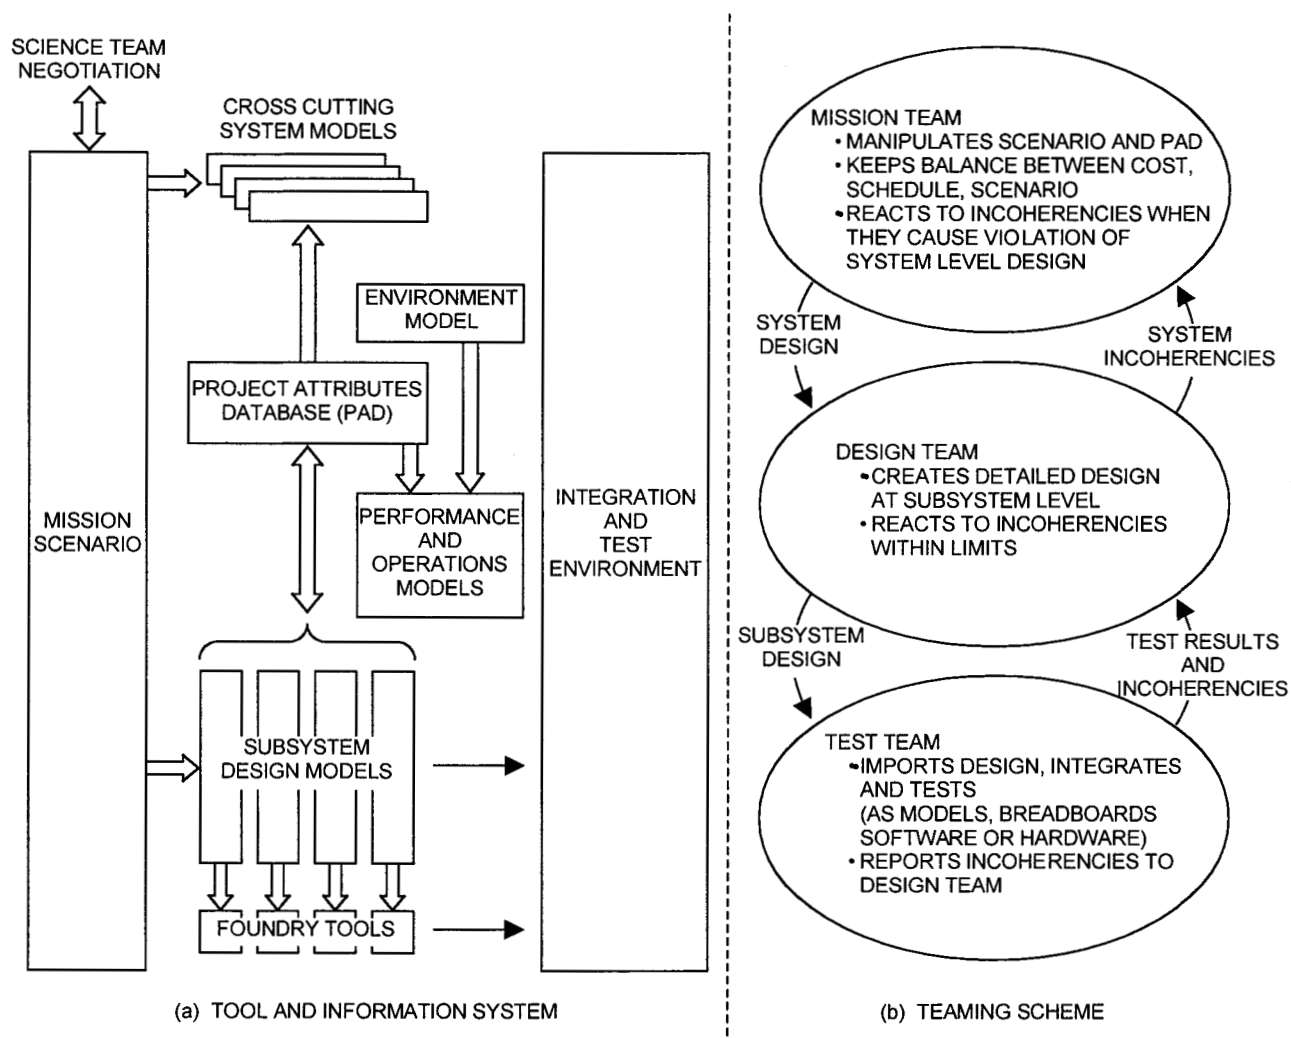 SCIENCE TEAM
NEGOTIATION
CROSS CUTTING
SYSTEM MODELS
ENVIRONMENT
MODEL
PROJECT ATTRIBUTES
DATABASE (PAD)
MISSION
SCENARIO
PERFORMANCE
AND
OPERATIONS
MODELS
INTEGRATION
AND
TEST
ENVIRONMENT
SUBSYSTEM
DESIGN MODELS
FOUNDRY TOOLS
(a) TOOL AND INFORMATION SYSTEM
MISSION TEAM
• MANIPULATES SCENARIO AND PAD
• KEEPS BALANCE BETWEEN COST,
SCHEDULE, SCENARIO
• REACTS TO INCOHERENCIES WHEN
THEY CAUSE VIOLATION OF
SYSTEM LEVEL DESIGN
SYSTEM
DESIGN
SYSTEM
INCOHERENCIES
DESIGN TEAM
• CREATES DETAILED DESIGN
AT SUBSYSTEM LEVEL
• REACTS TO INCOHERENCIES
WITHIN LIMITS
SUBSYSTEM
DESIGN
TEST RESULTS
AND
INCOHERENCIES
TEST TEAM
• IMPORTS DESIGN, INTEGRATES
AND TESTS
(AS MODELS, BREADBOARDS
SOFTWARE OR HARDWARE)
• REPORTS INCOHERENCIES TO
DESIGN TEAM
(b) TEAMING SCHEME